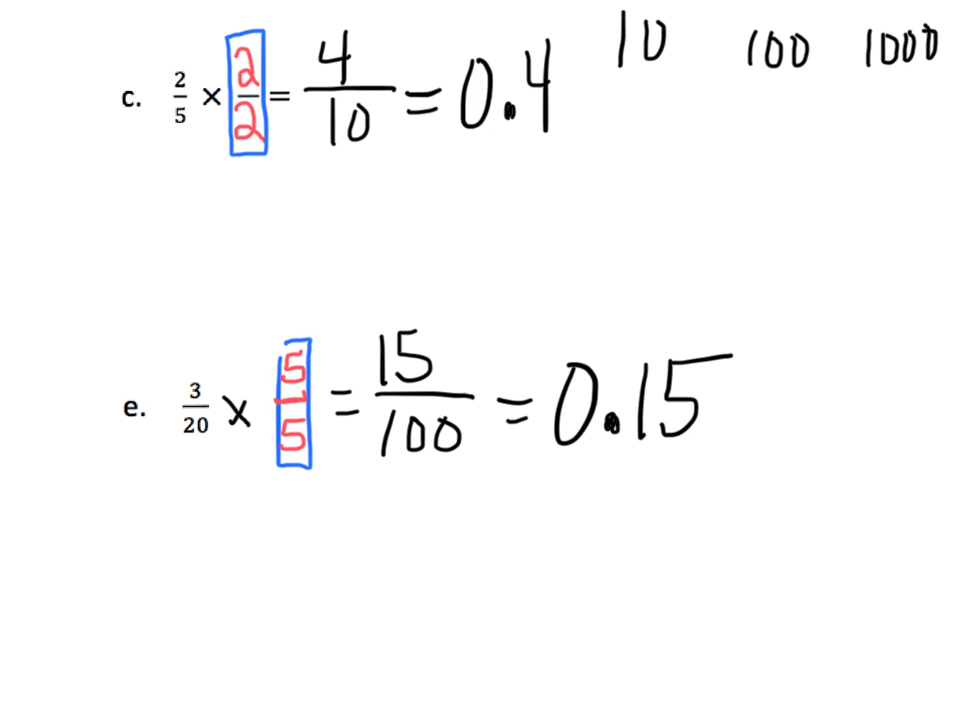 10 100 1000
c. 2/5 × 2/2 = 4/10 = 0.4
e. 3/20 × 5/5 = 15/100 = 0.15